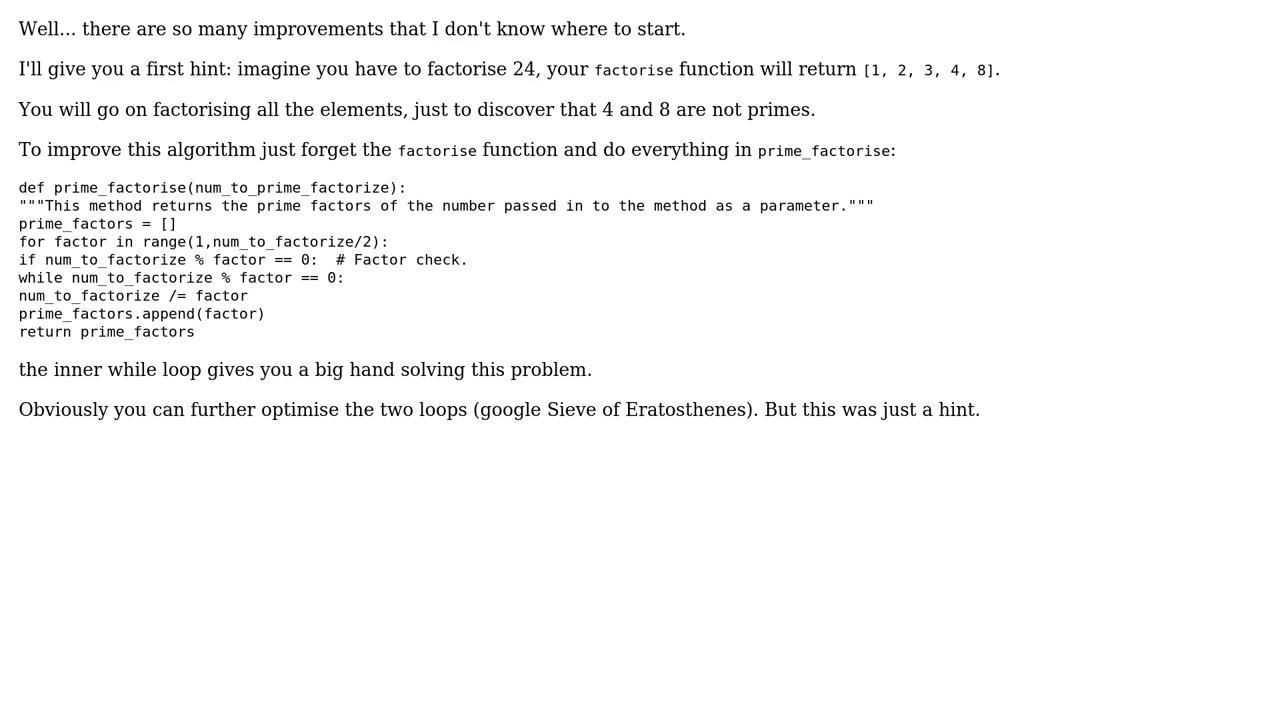 Well... there are so many improvements that I don't know where to start.
I'll give you a first hint: imagine you have to factorise 24, your factorise function will return [1, 2, 3, 4, 8].
You will go on factorising all the elements, just to discover that 4 and 8 are not primes.
To improve this algorithm just forget the factorise function and do everything in prime_factorise:
def prime_factorise(num_to_prime_factorize):
"""This method returns the prime factors of the number passed in to the method as a parameter."""
prime_factors = []
for factor in range(1,num_to_factorize/2):
if num_to_factorize % factor == 0:  # Factor check.
while num_to_factorize % factor == 0:
num_to_factorize /= factor
prime_factors.append(factor)
return prime_factors
the inner while loop gives you a big hand solving this problem.
Obviously you can further optimise the two loops (google Sieve of Eratosthenes). But this was just a hint.